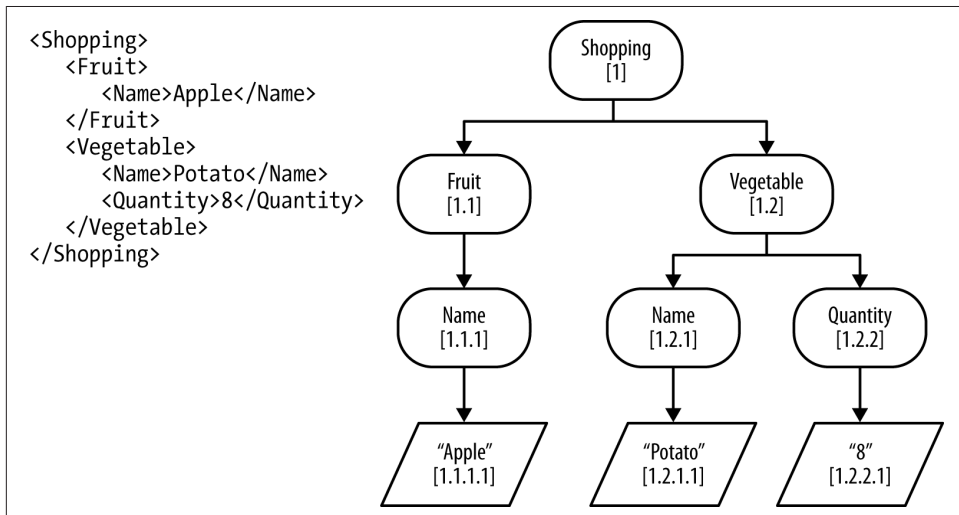 <Shopping>
<Fruit>
<Name>Apple</Name>
</Fruit>
<Vegetable>
<Name>Potato</Name>
<Quantity>8</Quantity>
</Vegetable>
</Shopping>
Shopping
[1]
Fruit
[1.1]
Vegetable
[1.2]
Name
[1.1.1]
Name
[1.2.1]
Quantity
[1.2.2]
“Apple”
[1.1.1.1]
“Potato”
[1.2.1.1]
“8”
[1.2.2.1]